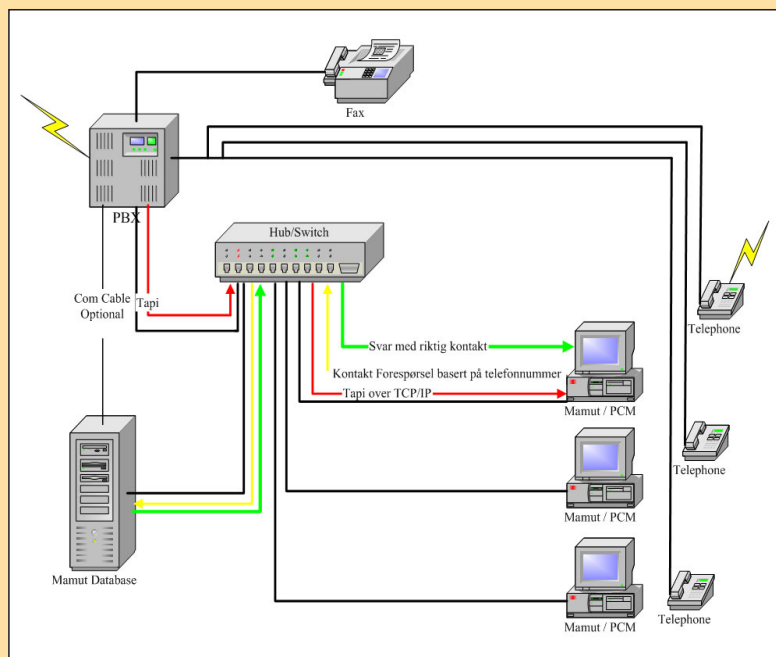 Fax
PBX
Hub/Switch
Com Cable
Optional
Tapi
Telephone
Svar med riktig kontakt
Kontakt Forespørsel basert på telefonnummer
Tapi over TCP/IP
Mamut / PCM
Telephone
Mamut / PCM
Mamut Database
Telephone
Mamut / PCM